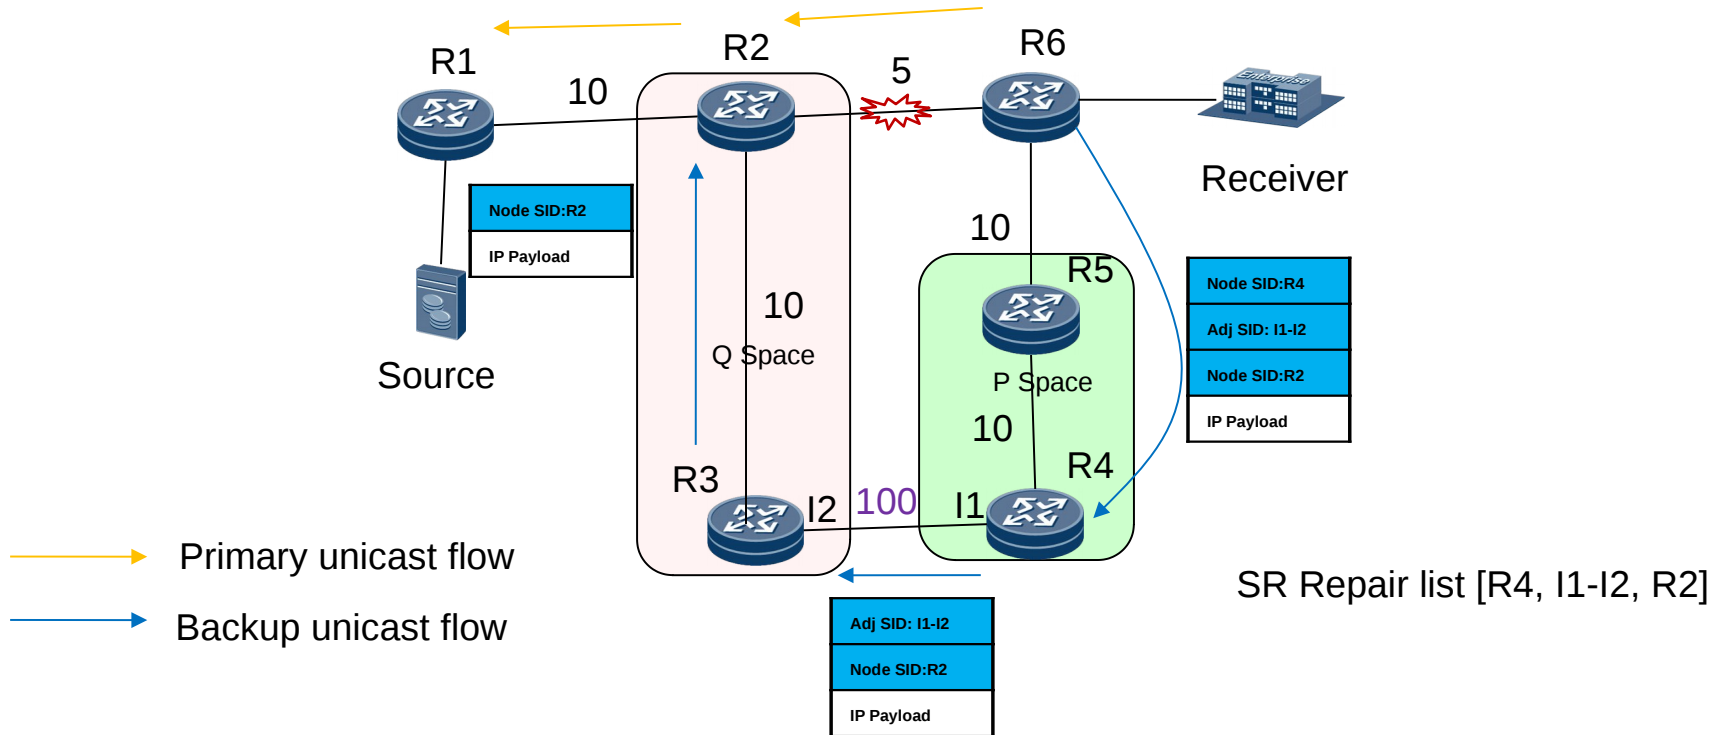 R1
R2
R6
10
5
Enterprise
Receiver
Node SID:R2
IP Payload
10
R5
Node SID:R4
Adj SID: I1-I2
Node SID:R2
IP Payload
10
Q Space
Source
P Space
10
R3
R4
I2
100
I1
Primary unicast flow
SR Repair list [R4, I1-I2, R2]
Backup unicast flow
Adj SID: I1-I2
Node SID:R2
IP Payload